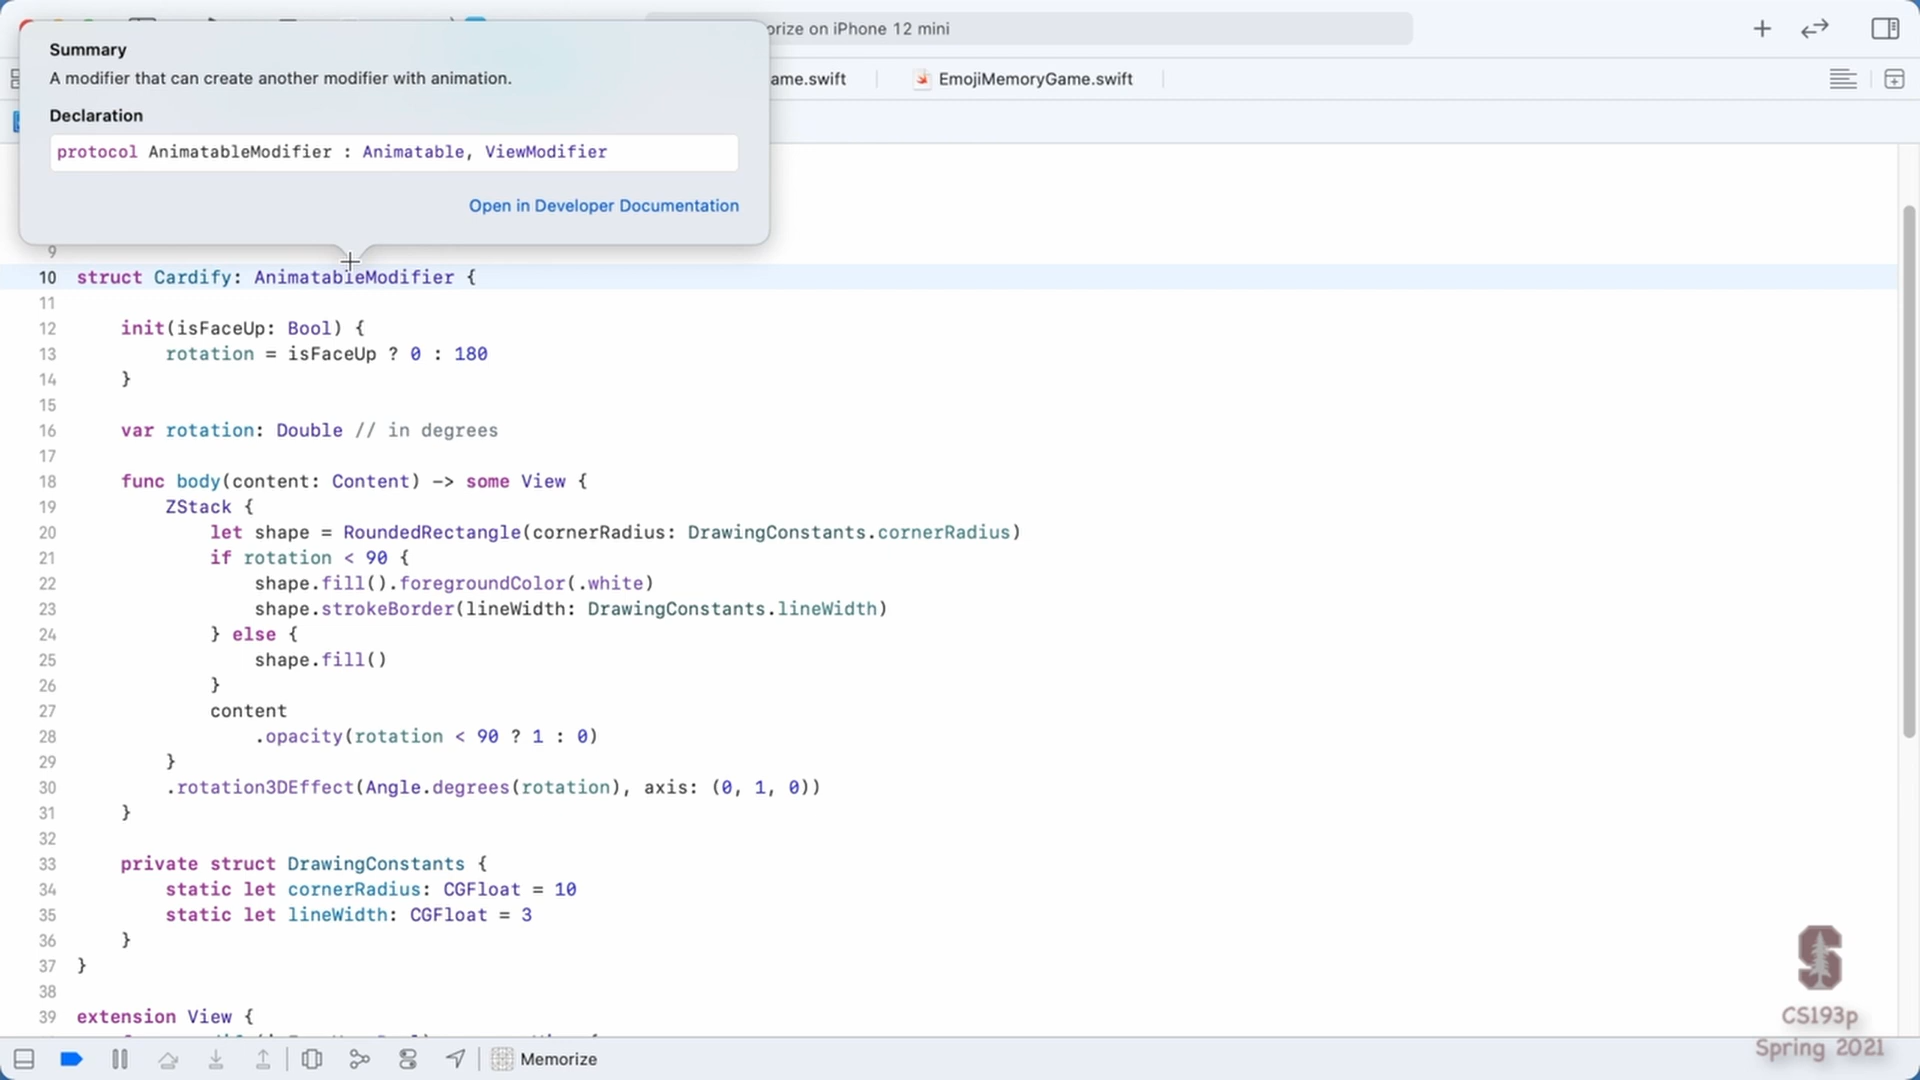 Summary
A modifier that can create another modifier with animation.
Declaration
protocol AnimatableModifier : Animatable, ViewModifier
Open in Developer Documentation
on iPhone 12 mini
EmojiMemoryGame.swift
9
10 struct Cardify: AnimatableModifier {
11
12 init(isFaceUp: Bool) {
13 rotation = isFaceUp ? 0 : 180
14 }
15
16 var rotation: Double // in degrees
17
18 func body(content: Content) -> some View {
19 ZStack {
20 let shape = RoundedRectangle(cornerRadius: DrawingConstants.cornerRadius)
21 if rotation < 90 {
22 shape.fill().foregroundColor(.white)
23 shape.strokeBorder(lineWidth: DrawingConstants.lineWidth)
24 } else {
25 shape.fill()
26 }
27 content
28 .opacity(rotation < 90 ? 1 : 0)
29 }
30 .rotation3DEffect(Angle.degrees(rotation), axis: (0, 1, 0))
31 }
32
33 private struct DrawingConstants {
34 static let cornerRadius: CGFloat = 10
35 static let lineWidth: CGFloat = 3
36 }
37 }
38
39 extension View {
Memorize
S
CS193p
Spring 2021